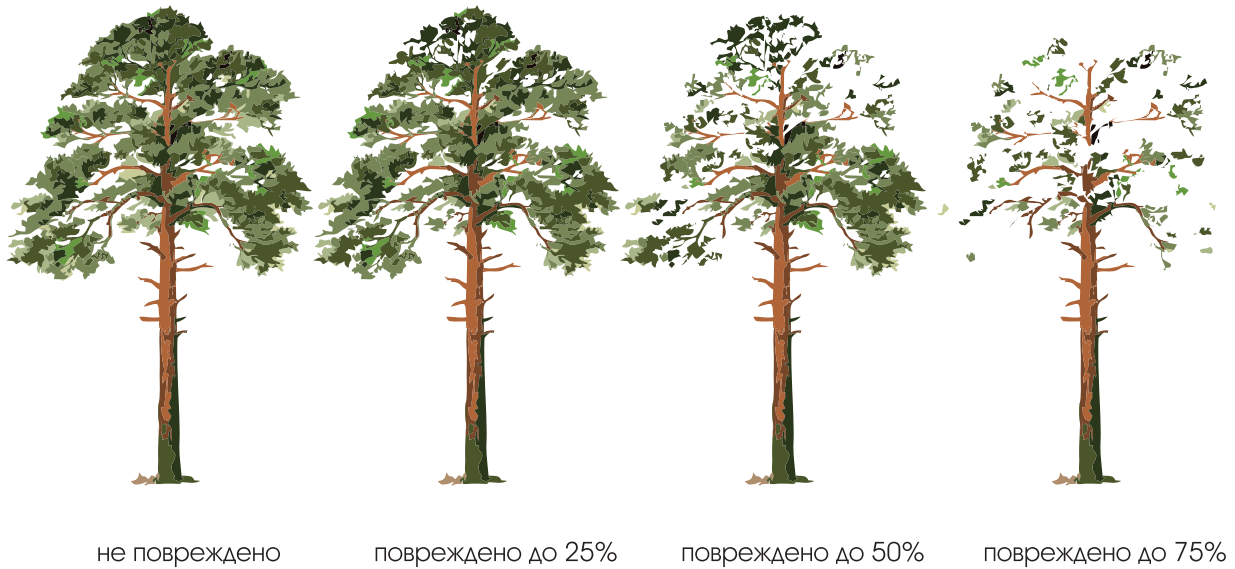 не повреждено
повреждено до 25%
повреждено до 50%
повреждено до 75%